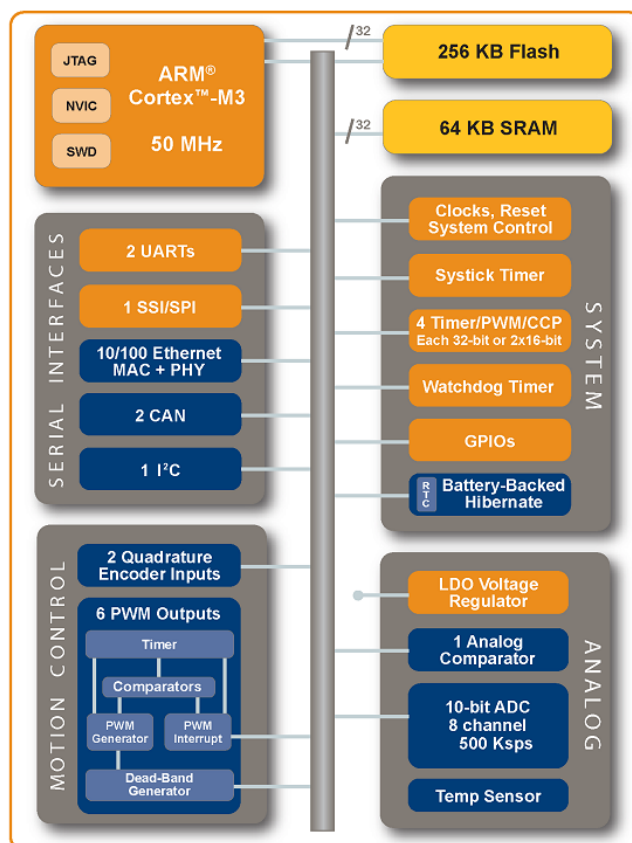 JTAG
NVIC
SWD
ARM®
Cortex™-M3
50 MHz
32
256 KB Flash
32
64 KB SRAM
SERIAL INTERFACES
2 UARTs
1 SSI/SPI
10/100 Ethernet
MAC + PHY
2 CAN
1 I²C
SYSTEM
Clocks, Reset
System Control
Systick Timer
4 Timer/PWM/CCP
Each 32-bit or 2x16-bit
Watchdog Timer
GPIOs
RTC
Battery-Backed
Hibernate
MOTION CONTROL
2 Quadrature
Encoder Inputs
6 PWM Outputs
Timer
Comparators
PWM
Generator
PWM
Interrupt
Dead-Band
Generator
ANALOG
LDO Voltage
Regulator
1 Analog
Comparator
10-bit ADC
8 channel
500 Ksps
Temp Sensor